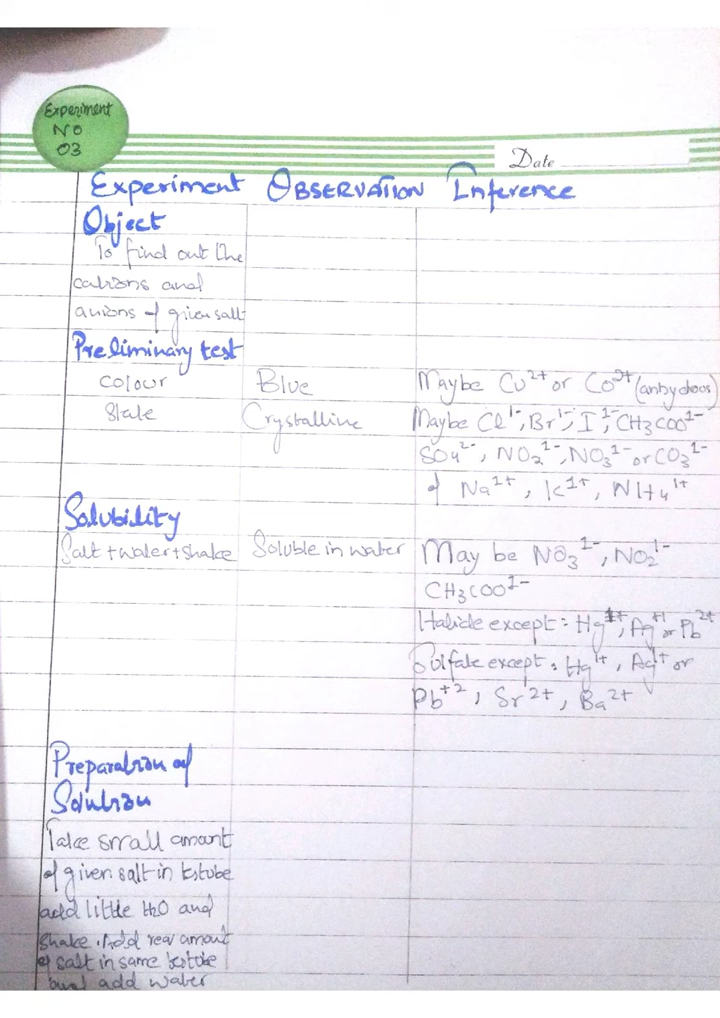 Experiment
NO
03
Date
Experiment OBSERVATION Inference
Object
To find out the
cations and
anions of given salt
Preliminary test
Colour Blue Maybe Cu2+ or Co2+ (anhydrous)
State Crystalline Maybe Cl1-, Br1-, I1-, CH3COO1-
SO42-, NO21-, NO31- or CO31-
of Na1+, K1+, NH41+
Solubility
Salt + water + shake Soluble in water May be NO31-, NO21-
CH3COO1-
Halide except: Hg1+, Ag+1 or Pb2+
Sulfate except: Hg1+, Ag1+ or
Pb+2, Sr2+, Ba2+
Preparation of
Solution
Take small amount
of given salt in testube
add little H2O and
shake. Add amount
of salt in same testube
and add water